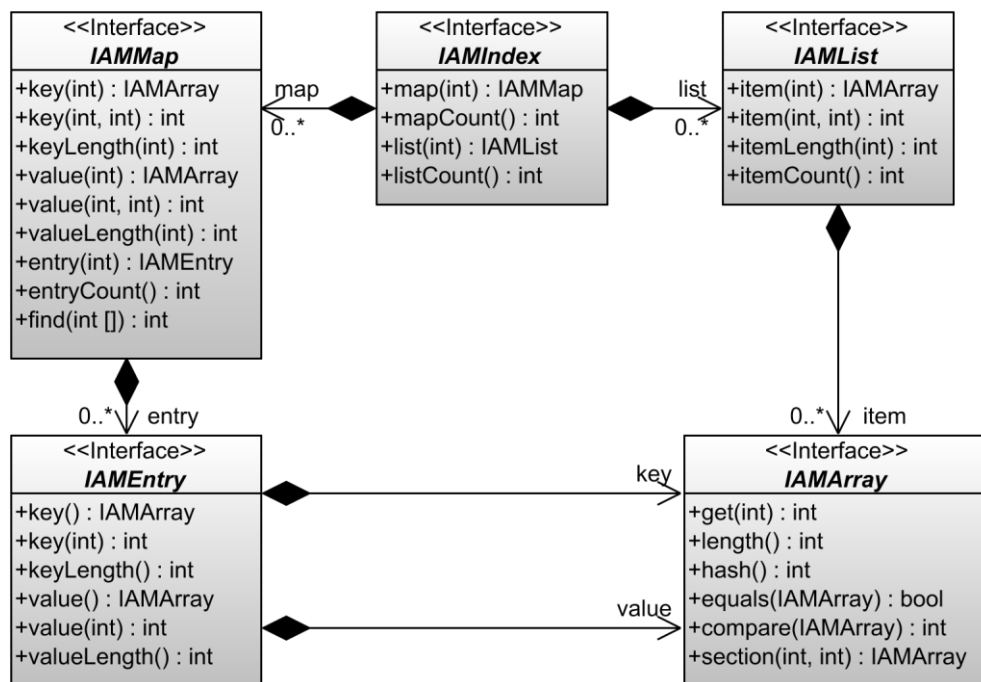 <<Interface>>
IAMMap
+key(int) : IAMArray
+key(int, int) : int
+keyLength(int) : int
+value(int) : IAMArray
+value(int, int) : int
+valueLength(int) : int
+entry(int) : IAMEntry
+entryCount() : int
+find(int []) : int
map
0..*
<<Interface>>
IAMIndex
+map(int) : IAMMap
+mapCount() : int
+list(int) : IAMList
+listCount() : int
list
0..*
<<Interface>>
IAMList
+item(int) : IAMArray
+item(int, int) : int
+itemLength(int) : int
+itemCount() : int
0..* entry
0..* item
<<Interface>>
IAMEntry
+key() : IAMArray
+key(int) : int
+keyLength() : int
+value() : IAMArray
+value(int) : int
+valueLength() : int
key
value
<<Interface>>
IAMArray
+get(int) : int
+length() : int
+hash() : int
+equals(IAMArray) : bool
+compare(IAMArray) : int
+section(int, int) : IAMArray